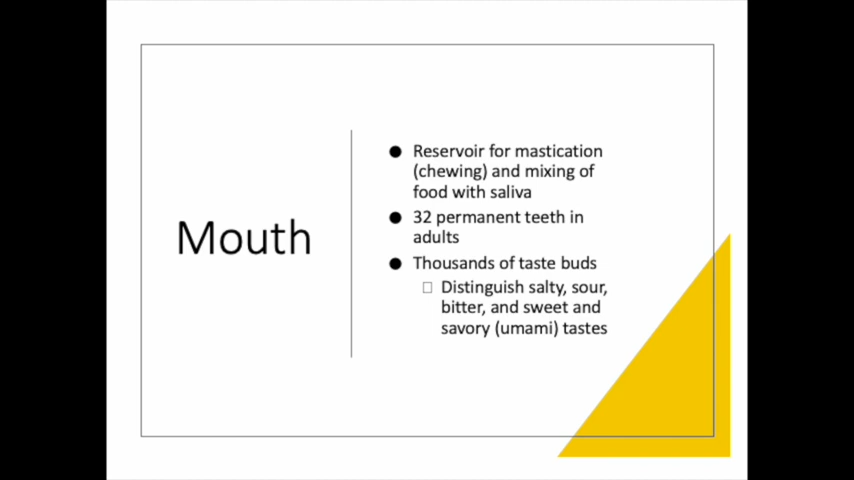 Mouth
● Reservoir for mastication
(chewing) and mixing of
food with saliva
● 32 permanent teeth in
adults
● Thousands of taste buds
□ Distinguish salty, sour,
bitter, and sweet and
savory (umami) tastes